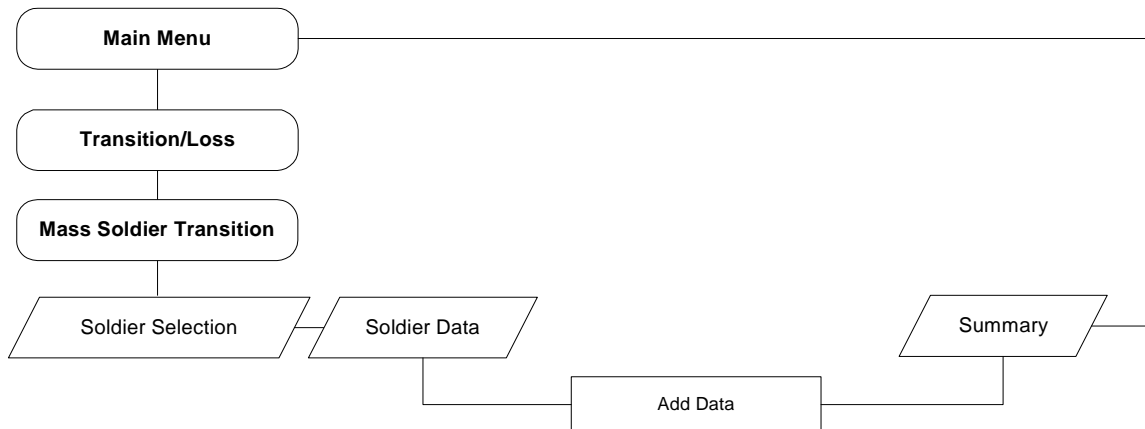 Main Menu
Transition/Loss
Mass Soldier Transition
Soldier Selection
Soldier Data
Summary
Add Data